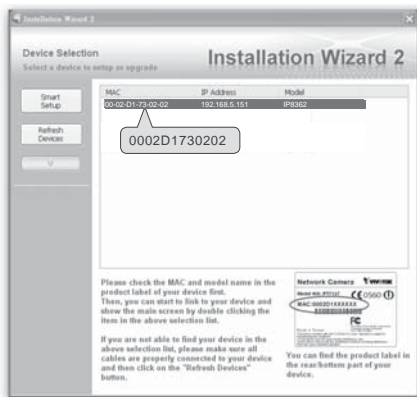 Installation Wizard 2
Device Selection
Select a device to setup or upgrade
Installation Wizard 2
Smart
Setup
Refresh
Devices
MAC
IP Address
Model
00-02-D1-73-02-02
192.168.5.151
IP8362
0002D1730202
Please check the MAC and model name in the
product label of your device first.
Then, you can start to link to your device and
show the main screen by double clicking the
item in the above selection list.
If you are not able to find your device in the
above selection list, please make sure all
cables are properly connected to your device
and then click on the "Refresh Devices"
button.
Network Camera
VIVOTEK
0560
MAC:0002D1XXXXXX
FC
You can find the product label in
the rear/bottom part of your
device.